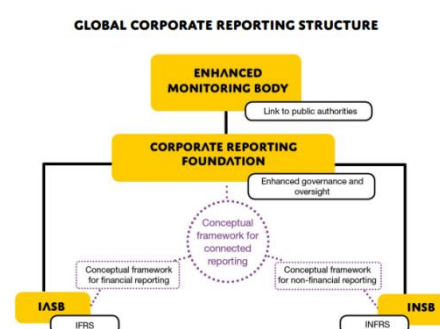 GLOBAL CORPORATE REPORTING STRUCTURE
ENHANCED
MONITORING BODY
Link to public authorities
CORPORATE REPORTING
FOUNDATION
Enhanced governance and
oversight
Conceptual
framework for
connected
reporting
Conceptual framework
for financial reporting
Conceptual framework
for non-financial reporting
IASB
INSB
IFRS
INFRS